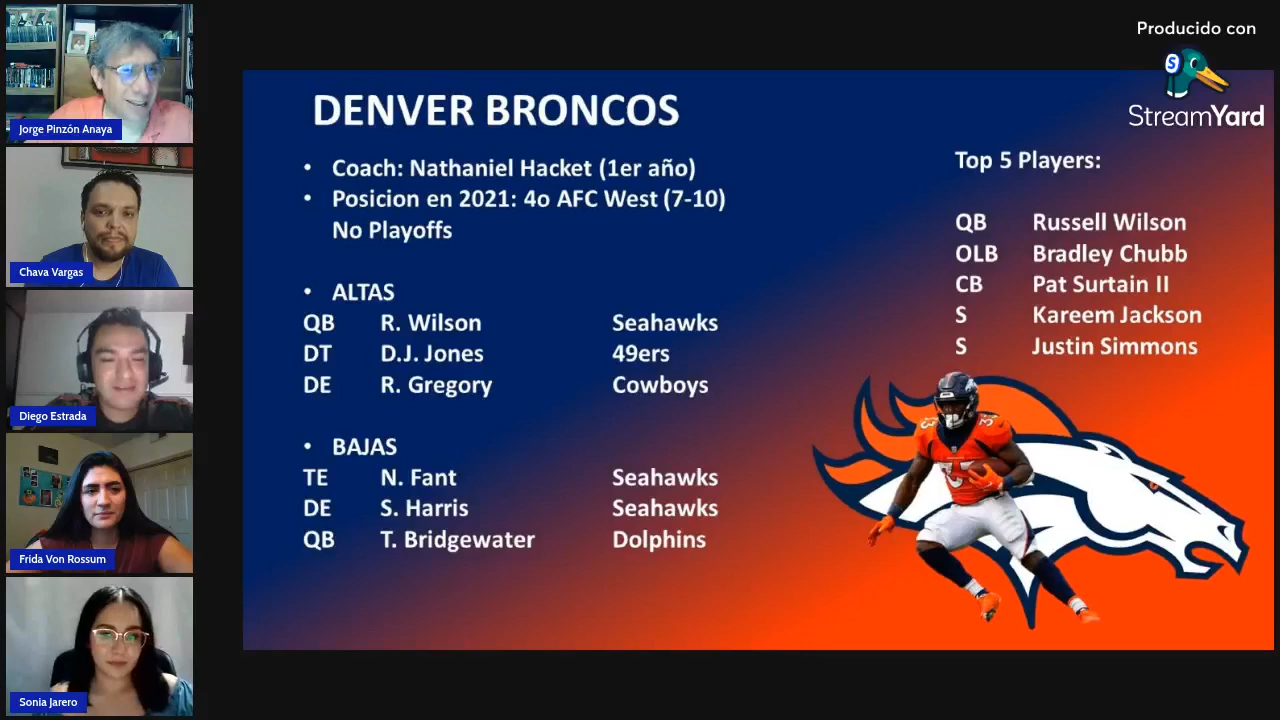 Producido con
StreamYard
Jorge Pinzón Anaya
Chava Vargas
Diego Estrada
Frida Von Rossum
Sonia Jarero
DENVER BRONCOS
• Coach: Nathaniel Hacket (1er año)
• Posicion en 2021: 4o AFC West (7-10)
No Playoffs
• ALTAS
QB R. Wilson Seahawks
DT D.J. Jones 49ers
DE R. Gregory Cowboys
• BAJAS
TE N. Fant Seahawks
DE S. Harris Seahawks
QB T. Bridgewater Dolphins
Top 5 Players:
QB Russell Wilson
OLB Bradley Chubb
CB Pat Surtain II
S Kareem Jackson
S Justin Simmons
33